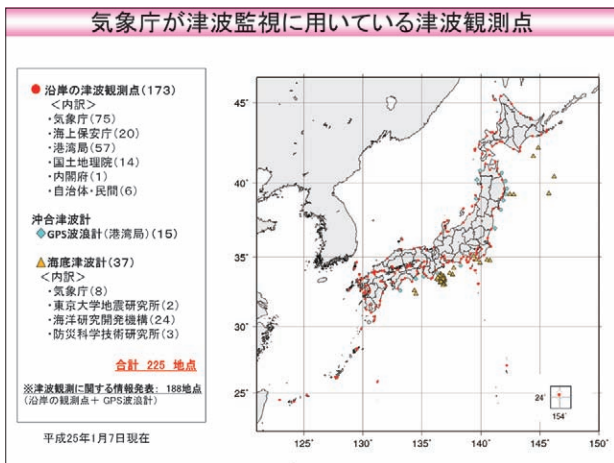 気象庁が津波監視に用いている津波観測点
● 沿岸の津波観測点(173)
＜内訳＞
・気象庁(75)
・海上保安庁(20)
・港湾局(57)
・国土地理院(14)
・内閣府(1)
・自治体・民間(6)
沖合津波計
GPS波浪計(港湾局)(15)
海底津波計(37)
＜内訳＞
・気象庁(8)
・東京大学地震研究所(2)
・海洋研究開発機構(24)
・防災科学技術研究所(3)
合計 225 地点
※津波観測に関する情報発表： 188地点
(沿岸の観測点＋ GPS波浪計)
平成25年1月7日現在
45°
40°
35°
30°
25°
24°
154°
125°
130°
135°
140°
145°
150°